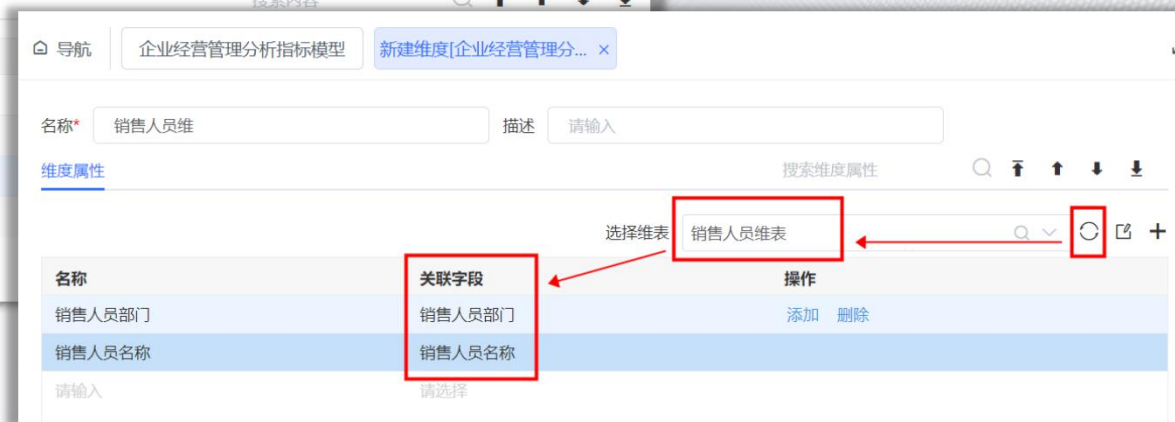 搜索内容
导航 企业经营管理分析指标模型 新建维度[企业经营管理分... ×
名称* 销售人员维 描述 请输入
维度属性 搜索维度属性
选择维表 销售人员维表
名称 关联字段 操作
销售人员部门 销售人员部门 添加 删除
销售人员名称 销售人员名称
请输入 请选择